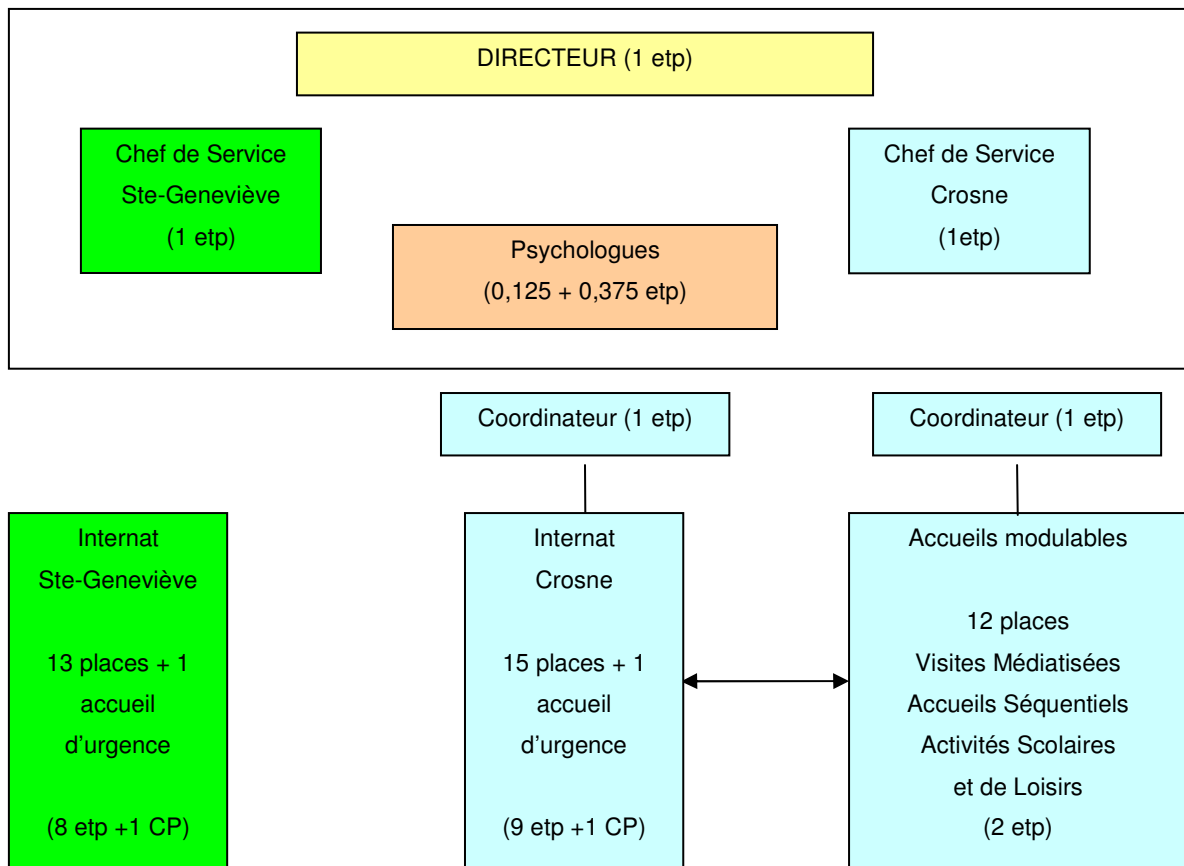 DIRECTEUR (1 etp)
Chef de Service
Ste-Geneviève
(1 etp)
Chef de Service
Crosne
(1etp)
Psychologues
(0,125 + 0,375 etp)
Coordinateur (1 etp)
Coordinateur (1 etp)
Internat
Ste-Geneviève
13 places + 1
accueil
d’urgence
(8 etp +1 CP)
Internat
Crosne
15 places + 1
accueil
d’urgence
(9 etp +1 CP)
Accueils modulables
12 places
Visites Médiatisées
Accueils Séquentiels
Activités Scolaires
et de Loisirs
(2 etp)